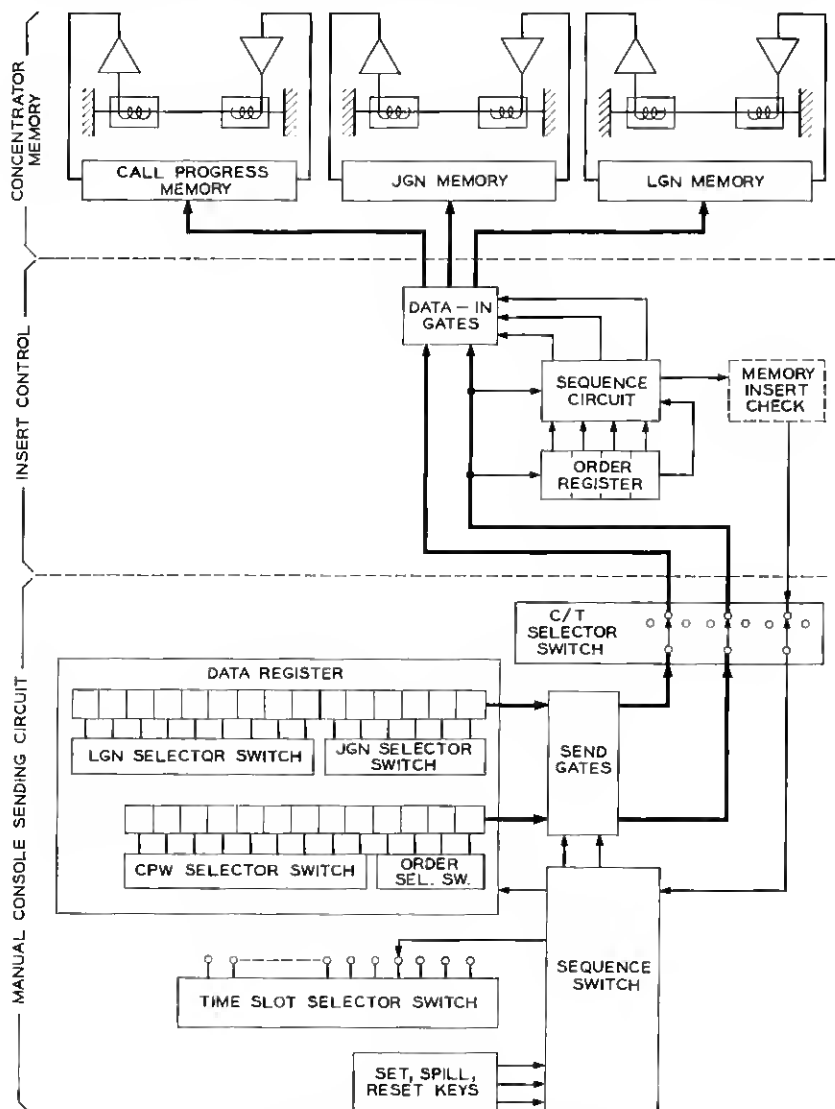 CONCENTRATOR
MEMORY
CALL PROGRESS
MEMORY
JGN MEMORY
LGN MEMORY
INSERT CONTROL
DATA-IN
GATES
SEQUENCE
CIRCUIT
MEMORY
INSERT
CHECK
ORDER
REGISTER
MANUAL CONSOLE SENDING CIRCUIT
C/T
SELECTOR
SWITCH
DATA REGISTER
LGN SELECTOR SWITCH
JGN SELECTOR
SWITCH
SEND
GATES
CPW SELECTOR SWITCH
ORDER
SEL. SW.
TIME SLOT SELECTOR SWITCH
SEQUENCE
SWITCH
SET, SPILL,
RESET KEYS